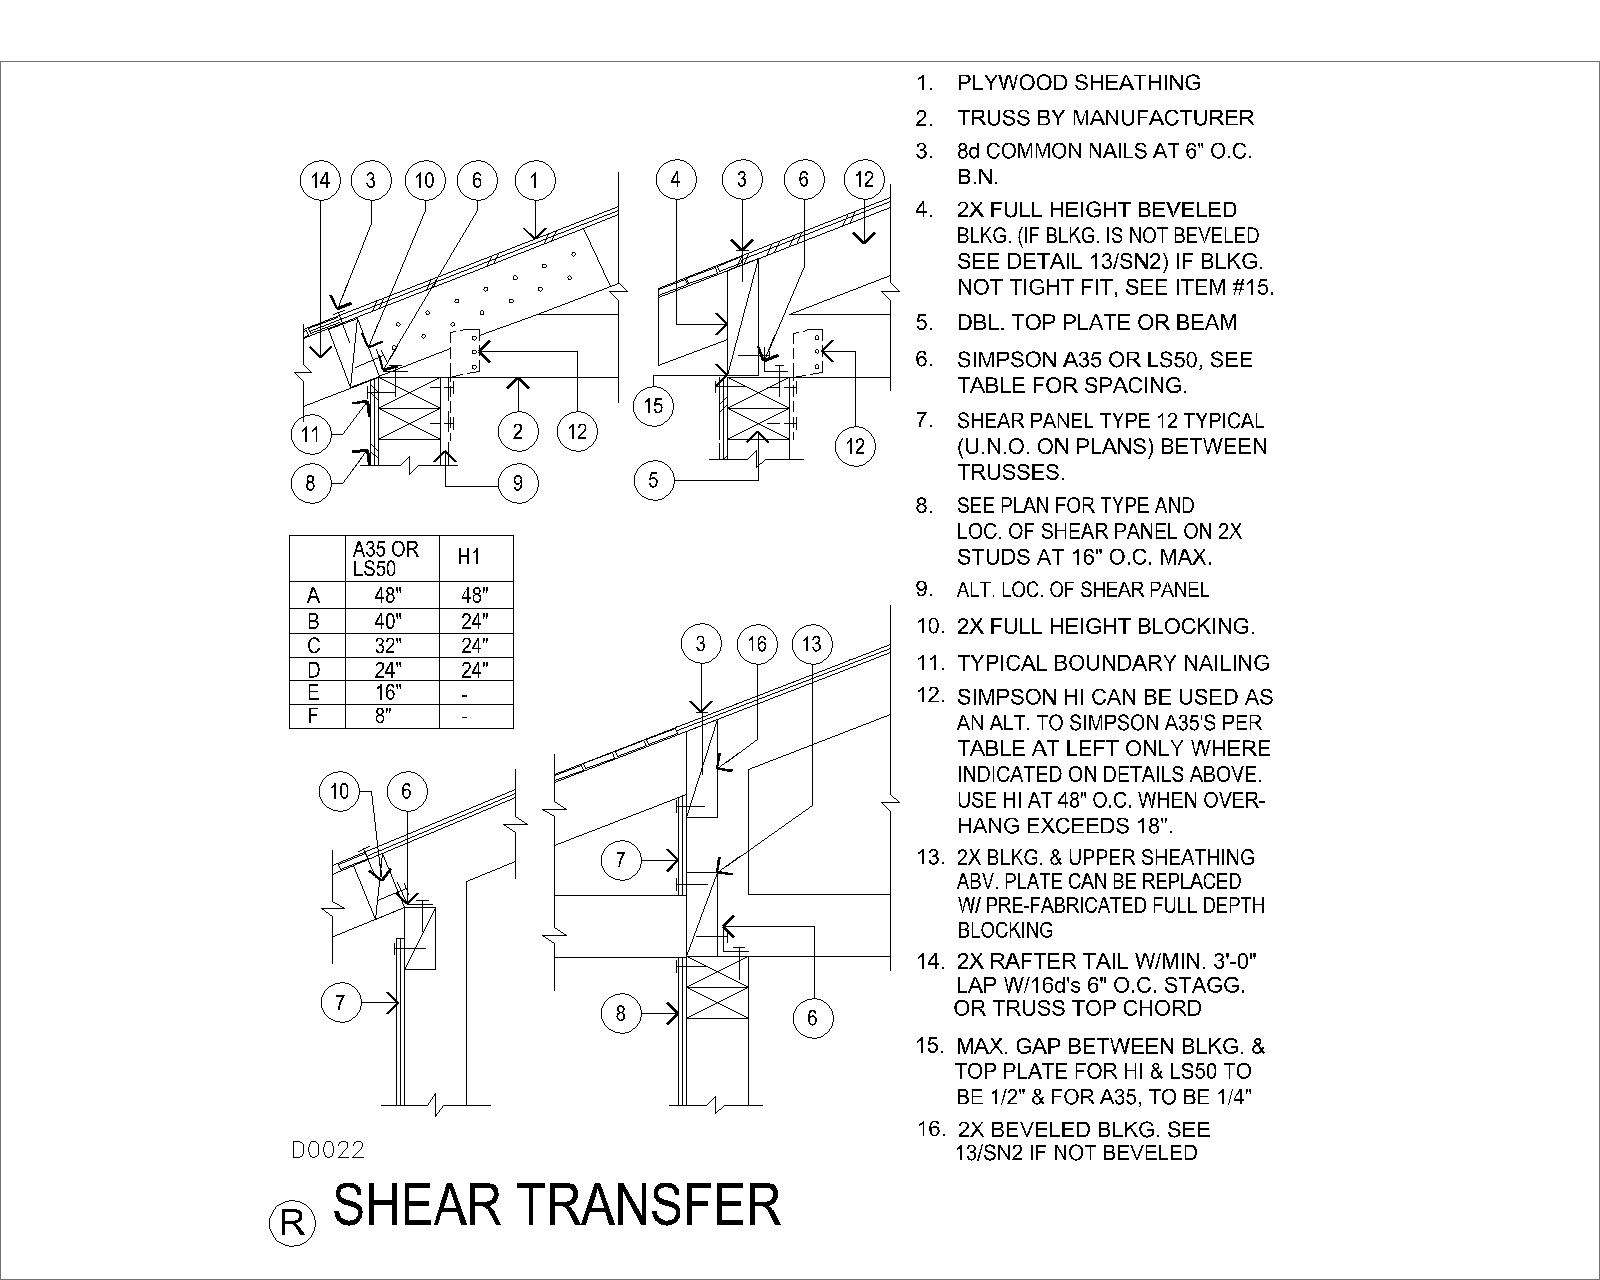 14 3 10 6 1 4 3 6 12
11 2 12 15 12
8 9 5
A35 OR LS50 H1
A 48" 48"
B 40" 24"
C 32" 24"
D 24" 24"
E 16" -
F 8" -
3 16 13
10 6
7
7 8 6
D0022
R SHEAR TRANSFER
1. PLYWOOD SHEATHING
2. TRUSS BY MANUFACTURER
3. 8d COMMON NAILS AT 6" O.C.
B.N.
4. 2X FULL HEIGHT BEVELED
BLKG. (IF BLKG. IS NOT BEVELED
SEE DETAIL 13/SN2) IF BLKG.
NOT TIGHT FIT, SEE ITEM #15.
5. DBL. TOP PLATE OR BEAM
6. SIMPSON A35 OR LS50, SEE
TABLE FOR SPACING.
7. SHEAR PANEL TYPE 12 TYPICAL
(U.N.O. ON PLANS) BETWEEN
TRUSSES.
8. SEE PLAN FOR TYPE AND
LOC. OF SHEAR PANEL ON 2X
STUDS AT 16" O.C. MAX.
9. ALT. LOC. OF SHEAR PANEL
10. 2X FULL HEIGHT BLOCKING.
11. TYPICAL BOUNDARY NAILING
12. SIMPSON HI CAN BE USED AS
AN ALT. TO SIMPSON A35'S PER
TABLE AT LEFT ONLY WHERE
INDICATED ON DETAILS ABOVE.
USE HI AT 48" O.C. WHEN OVER-
HANG EXCEEDS 18".
13. 2X BLKG. & UPPER SHEATHING
ABV. PLATE CAN BE REPLACED
W/ PRE-FABRICATED FULL DEPTH
BLOCKING
14. 2X RAFTER TAIL W/MIN. 3'-0"
LAP W/16d's 6" O.C. STAGG.
OR TRUSS TOP CHORD
15. MAX. GAP BETWEEN BLKG. &
TOP PLATE FOR HI & LS50 TO
BE 1/2" & FOR A35, TO BE 1/4"
16. 2X BEVELED BLKG. SEE
13/SN2 IF NOT BEVELED